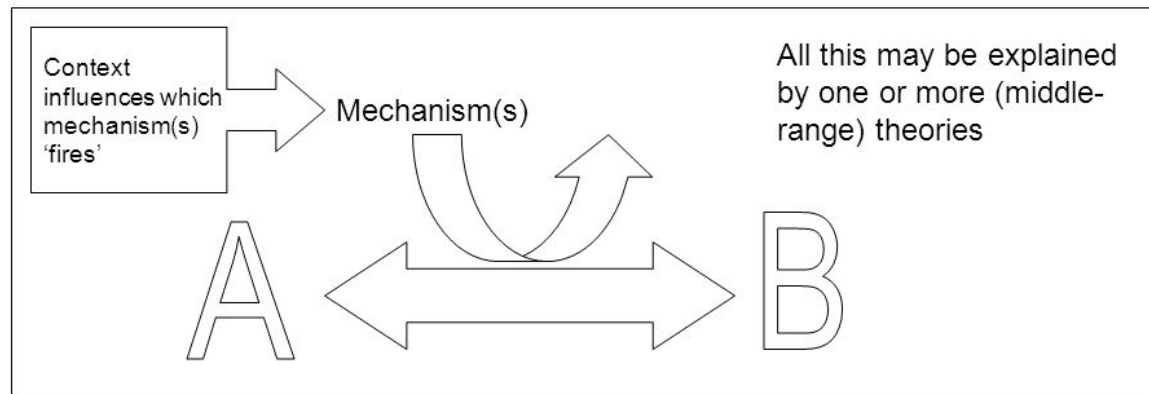 Context
influences which
mechanism(s)
‘fires’
Mechanism(s)
All this may be explained
by one or more (middle-
range) theories
A
B